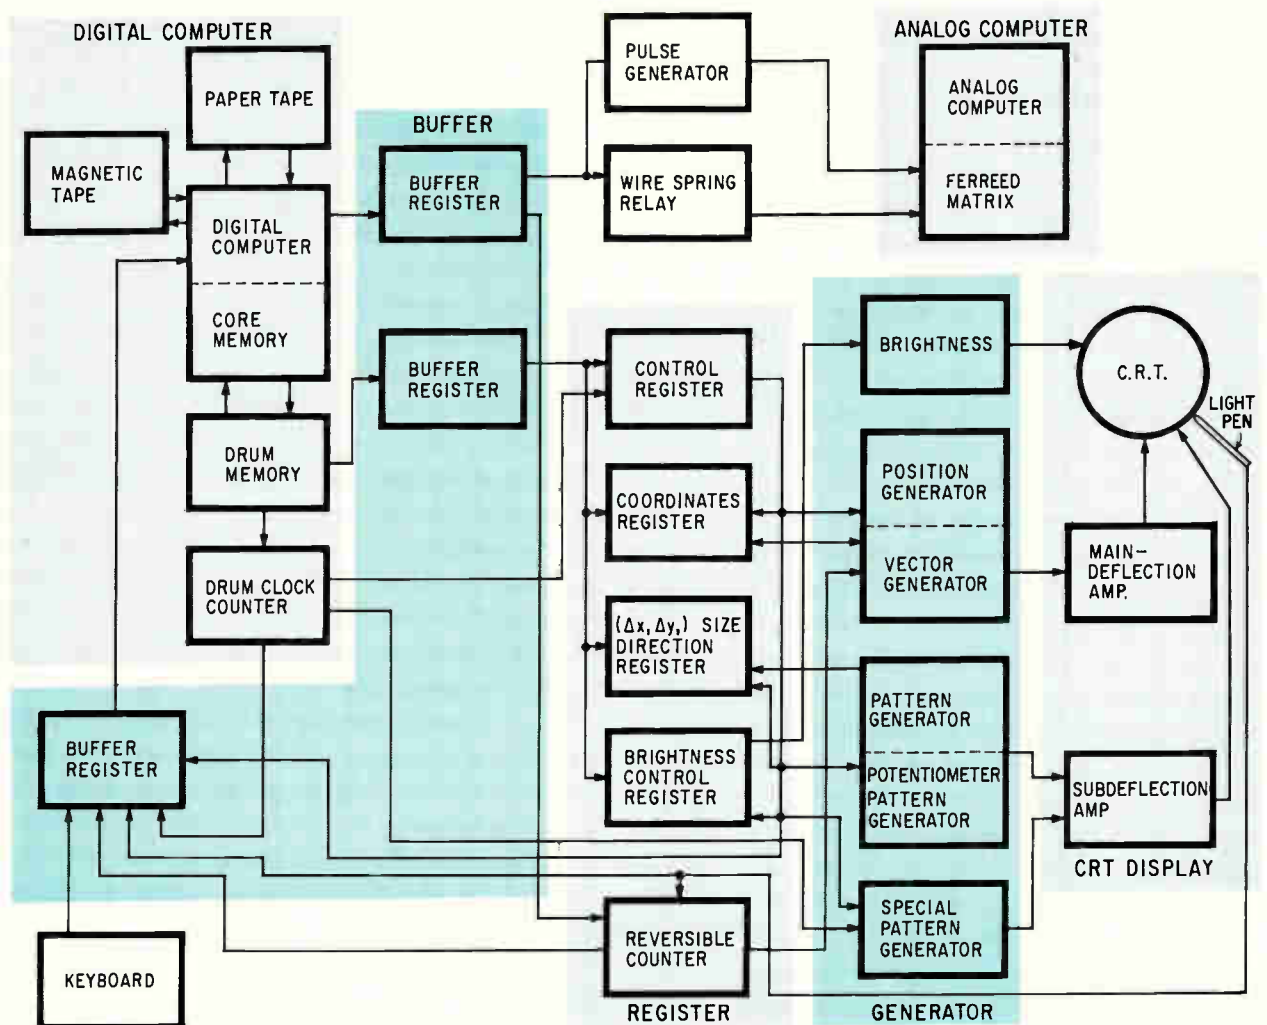 DIGITAL COMPUTER
PAPER TAPE
MAGNETIC
TAPE
DIGITAL
COMPUTER
CORE
MEMORY
DRUM
MEMORY
DRUM CLOCK
COUNTER
BUFFER
BUFFER
REGISTER
BUFFER
REGISTER
BUFFER
REGISTER
KEYBOARD
PULSE
GENERATOR
WIRE SPRING
RELAY
ANALOG COMPUTER
ANALOG
COMPUTER
FERREED
MATRIX
CONTROL
REGISTER
COORDINATES
REGISTER
(Δx, Δy,) SIZE
DIRECTION
REGISTER
BRIGHTNESS
CONTROL
REGISTER
REVERSIBLE
COUNTER
REGISTER
BRIGHTNESS
POSITION
GENERATOR
VECTOR
GENERATOR
PATTERN
GENERATOR
POTENTIOMETER
PATTERN
GENERATOR
SPECIAL
PATTERN
GENERATOR
GENERATOR
C.R.T.
LIGHT
PEN
MAIN-
DEFLECTION
AMP.
SUBDEFLECTION
AMP
CRT DISPLAY